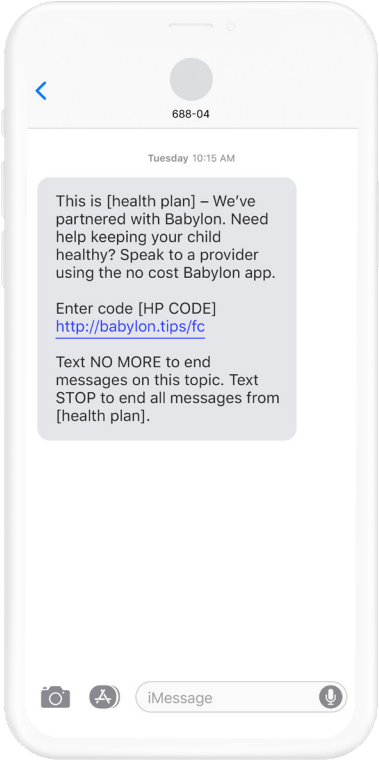 688-04
Tuesday 10:15 AM
This is [health plan] – We’ve
partnered with Babylon. Need
help keeping your child
healthy? Speak to a provider
using the no cost Babylon app.
Enter code [HP CODE]
http://babylon.tips/fc
Text NO MORE to end
messages on this topic. Text
STOP to end all messages from
[health plan].
iMessage